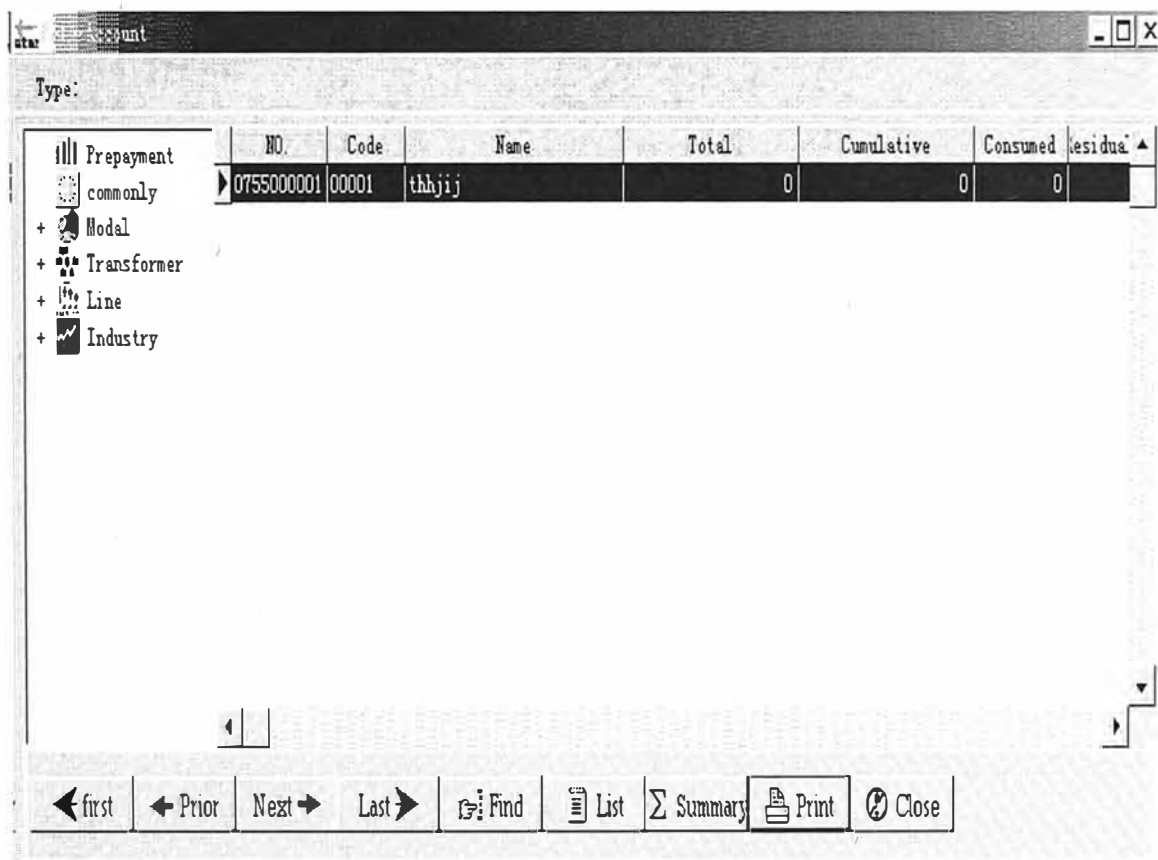 Type:
NO. Code Name Total Cumulative Consumed
0755000001 00001 thhjij 0 0 0
Prepayment
commonly
+ Modal
+ Transformer
+ Line
+ Industry
first Prior Next Last Find List Σ Summary Print Close